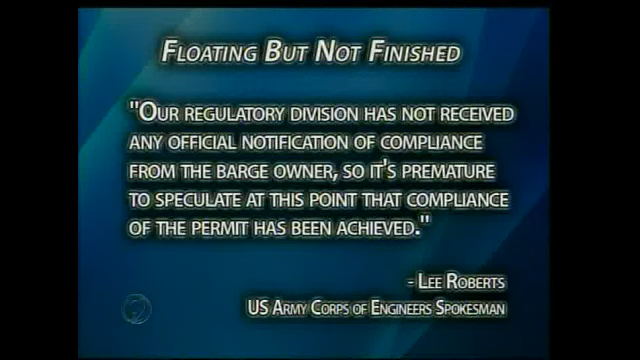 Floating But Not Finished
"Our regulatory division has not received
any official notification of compliance
from the barge owner, so it's premature
to speculate at this point that compliance
of the permit has been achieved."
- Lee Roberts
US Army Corps of Engineers Spokesman